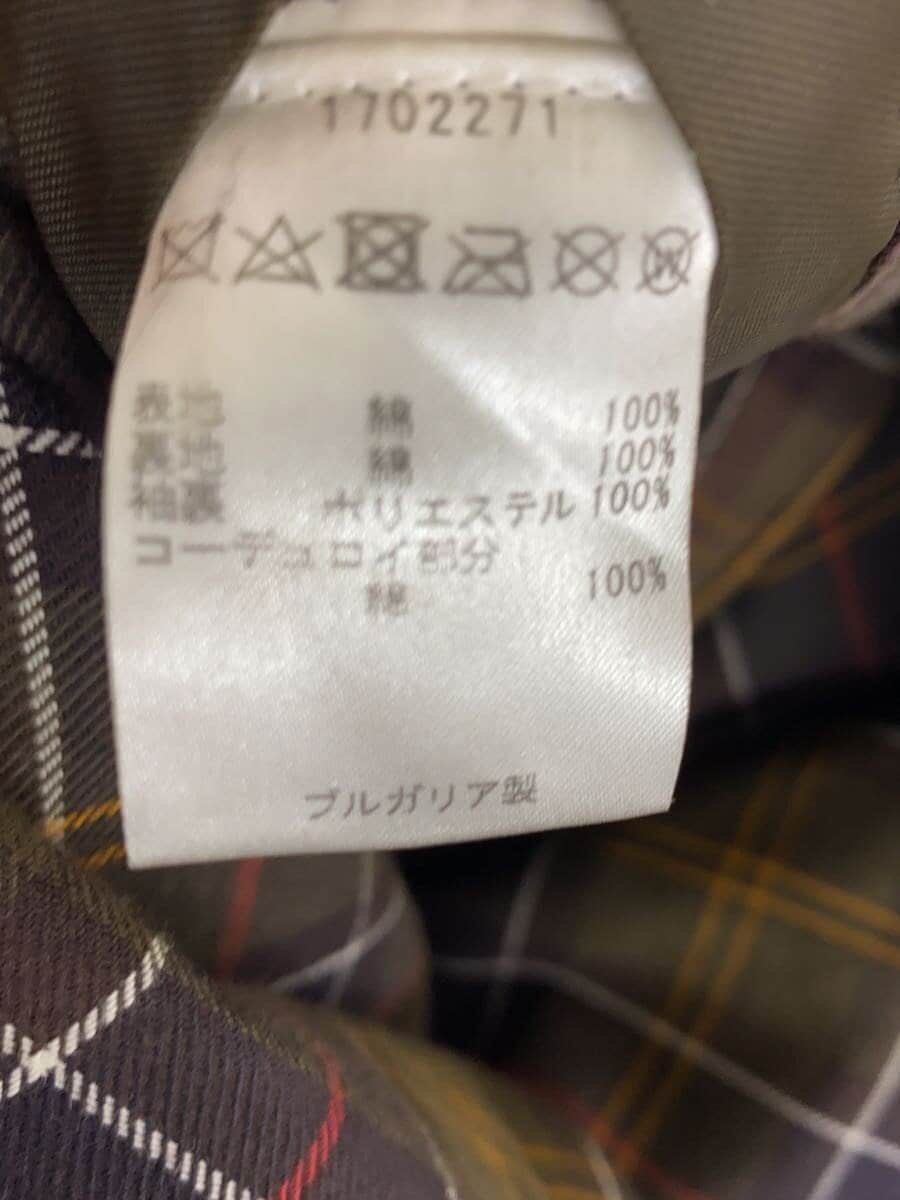 1702271
表地 綿 100%
裏地 綿 100%
袖裏 ポリエステル 100%
コーデュロイ部分
綿 100%
ブルガリア製